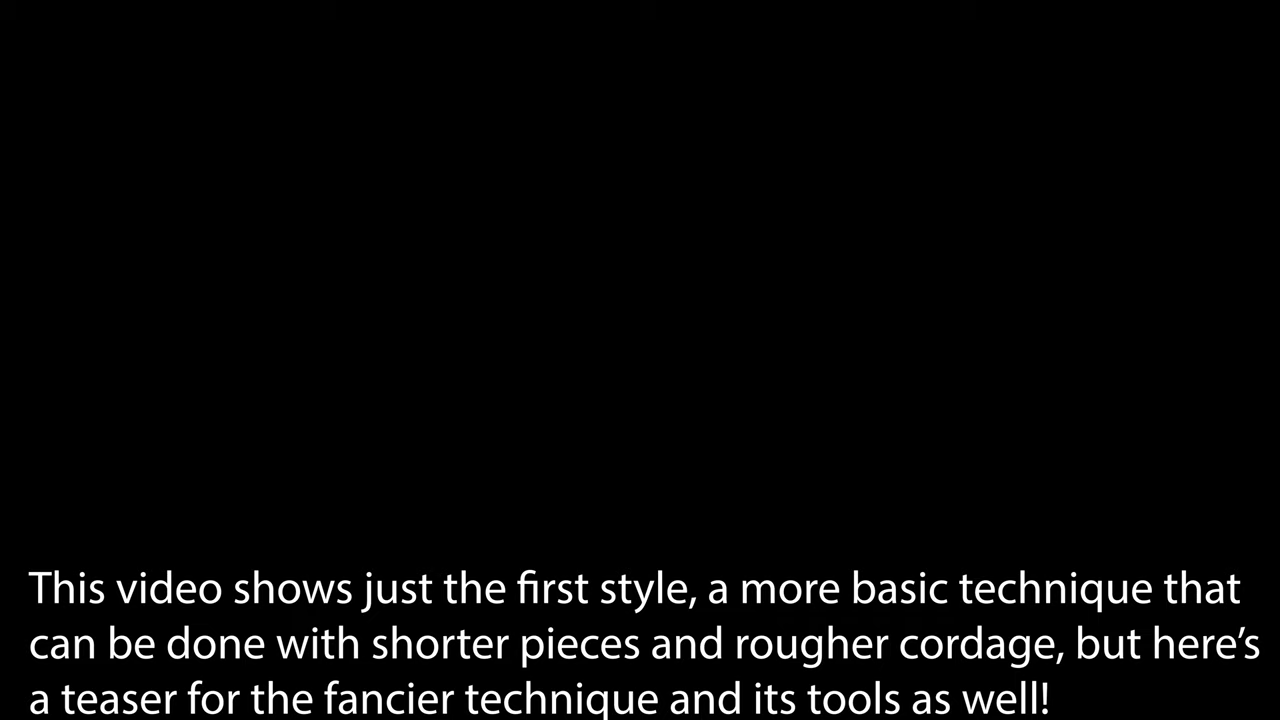 This video shows just the first style, a more basic technique that
can be done with shorter pieces and rougher cordage, but here’s
a teaser for the fancier technique and its tools as well!